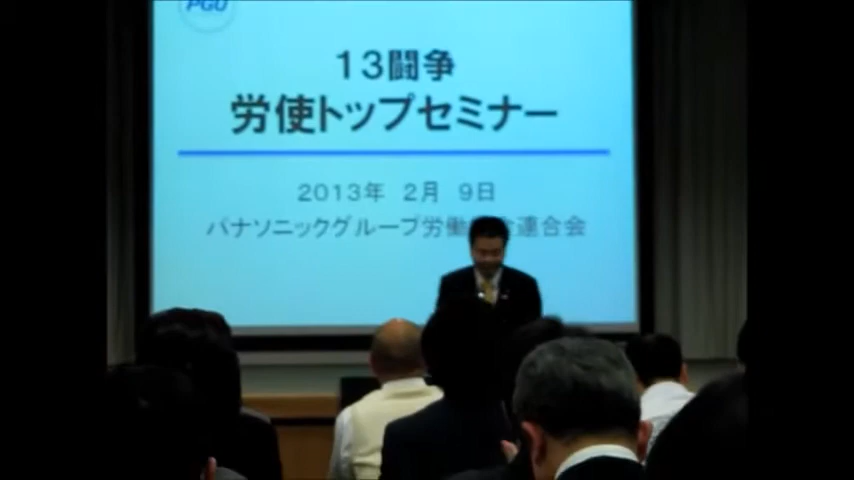 PGU
13闘争
労使トップセミナー
2013年 2月 9日
パナソニックグループ労働 合連合会